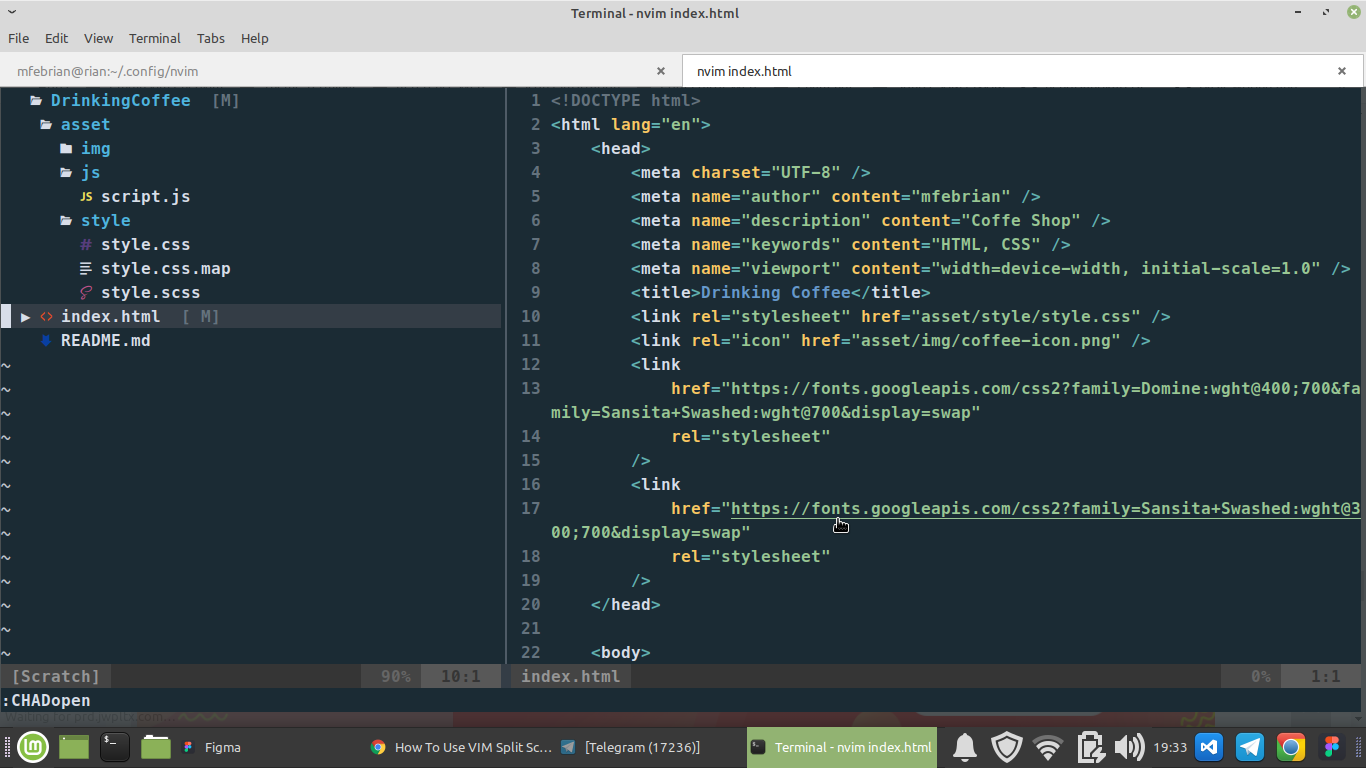 Terminal - nvim index.html
File Edit View Terminal Tabs Help
mfebrian@rian:~/.config/nvim
nvim index.html
DrinkingCoffee [M]
asset
img
js
JS script.js
style
# style.css
style.css.map
style.scss
▶ <> index.html [ M]
README.md
~
~
~
~
~
~
~
~
~
~
~
~
~
[Scratch] 90% 10:1
1 <!DOCTYPE html>
2 <html lang="en">
3     <head>
4         <meta charset="UTF-8" />
5         <meta name="author" content="mfebrian" />
6         <meta name="description" content="Coffe Shop" />
7         <meta name="keywords" content="HTML, CSS" />
8         <meta name="viewport" content="width=device-width, initial-scale=1.0" />
9         <title>Drinking Coffee</title>
10         <link rel="stylesheet" href="asset/style/style.css" />
11         <link rel="icon" href="asset/img/coffee-icon.png" />
12         <link
13             href="https://fonts.googleapis.com/css2?family=Domine:wght@400;700&fa
mily=Sansita+Swashed:wght@700&display=swap"
14             rel="stylesheet"
15         />
16         <link
17             href="https://fonts.googleapis.com/css2?family=Sansita+Swashed:wght@3
00;700&display=swap"
18             rel="stylesheet"
19         />
20     </head>
21
22     <body>
index.html 0% 1:1
:CHADopen
Figma
How To Use VIM Split Sc...
[Telegram (17236)]
Terminal - nvim index.html
19:33